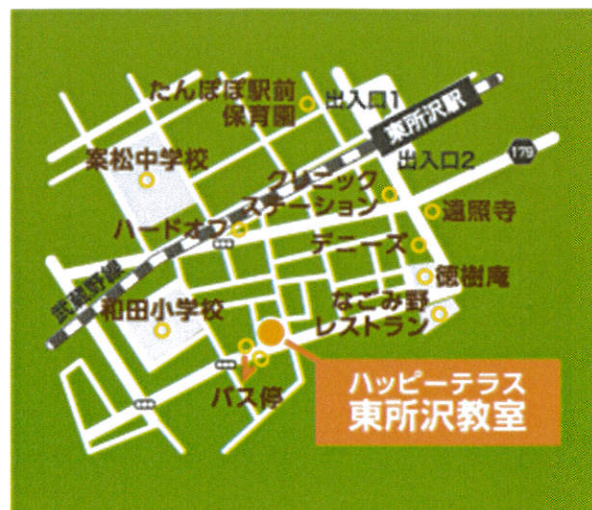 たんぽぽ駅前
保育園
出入口1
東所沢駅
179
安松中学校
出入口2
クリニック
ステーション
遠照寺
ハードオフ
デニーズ
徳樹庵
武蔵野線
和田小学校
なごみ野
レストラン
バス停
ハッピーテラス
東所沢教室